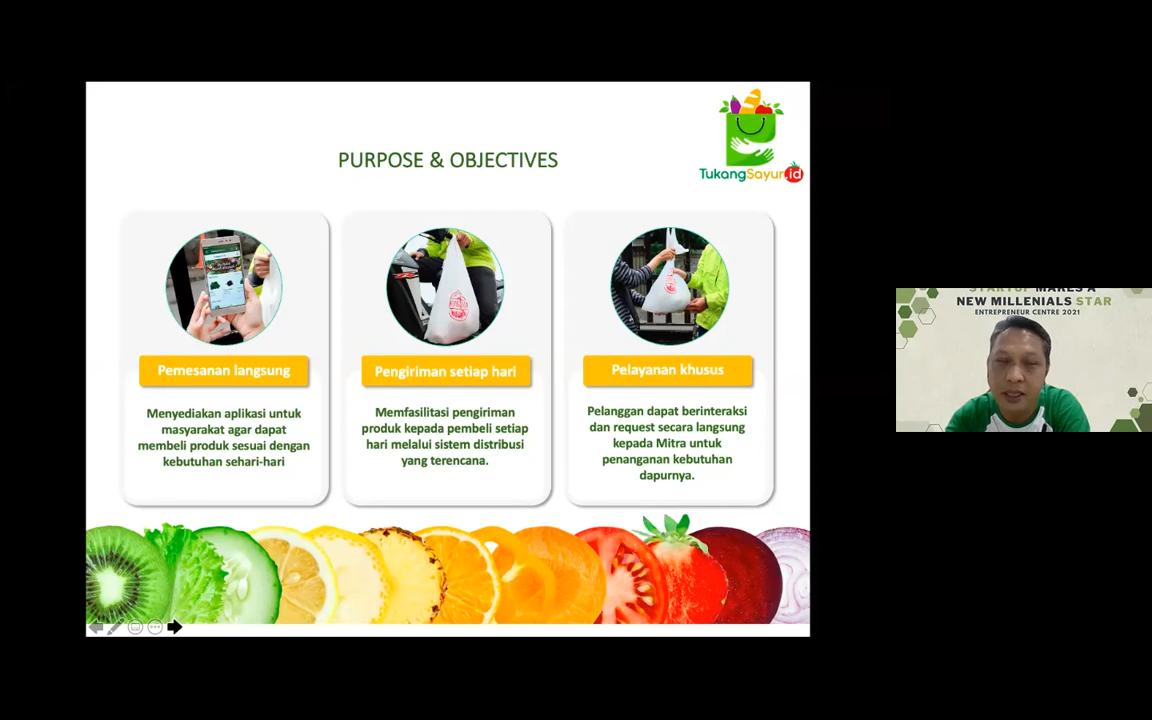 TukangSayur.id
PURPOSE & OBJECTIVES
Pemesanan langsung
Menyediakan aplikasi untuk
masyarakat agar dapat
membeli produk sesuai dengan
kebutuhan sehari-hari
Pengiriman setiap hari
Memfasilitasi pengiriman
produk kepada pembeli setiap
hari melalui sistem distribusi
yang terencana.
Pelayanan khusus
Pelanggan dapat berinteraksi
dan request secara langsung
kepada Mitra untuk
penanganan kebutuhan
dapurnya.
STARTUP MAKES A
NEW MILLENIALS STAR
ENTREPRENEUR CENTRE 2021